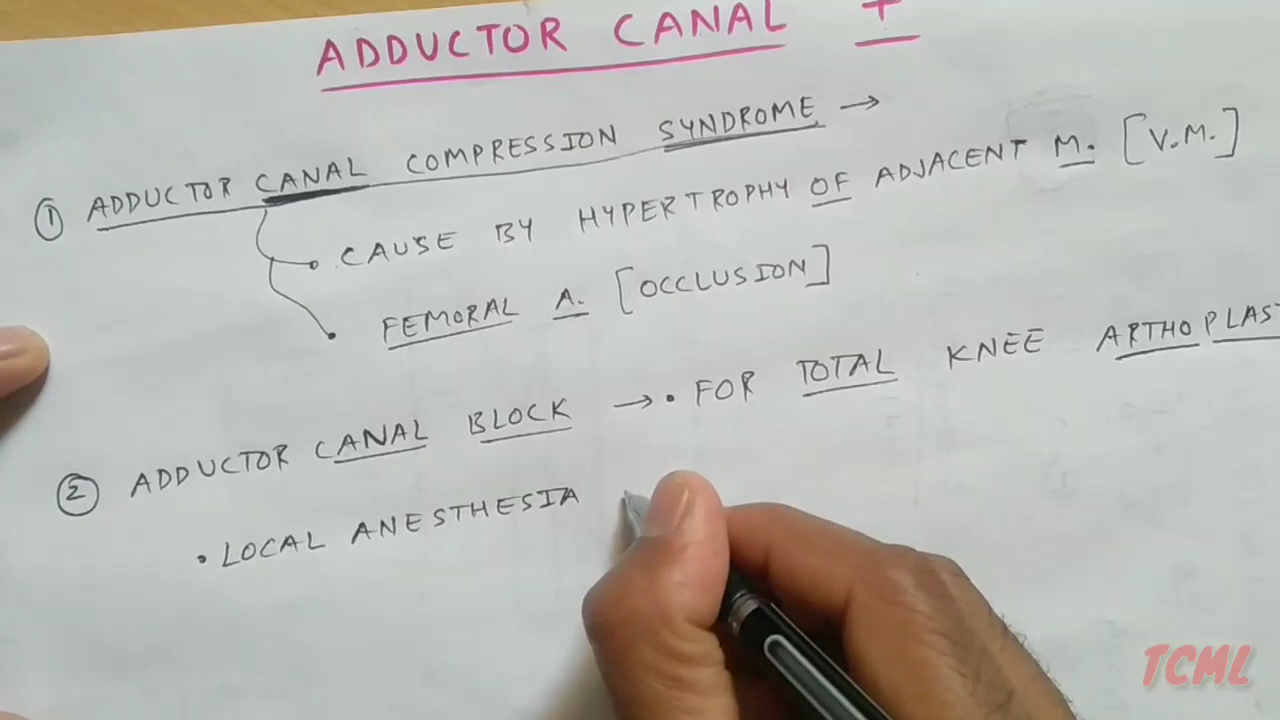 ADDUCTOR CANAL
① ADDUCTOR CANAL COMPRESSION SYNDROME →
• CAUSE BY HYPERTROPHY OF ADJACENT M. [V.M.]
• FEMORAL A. [OCCLUSION]
② ADDUCTOR CANAL BLOCK → • FOR TOTAL KNEE ARTHOPLAST
• LOCAL ANESTHESIA
TCML